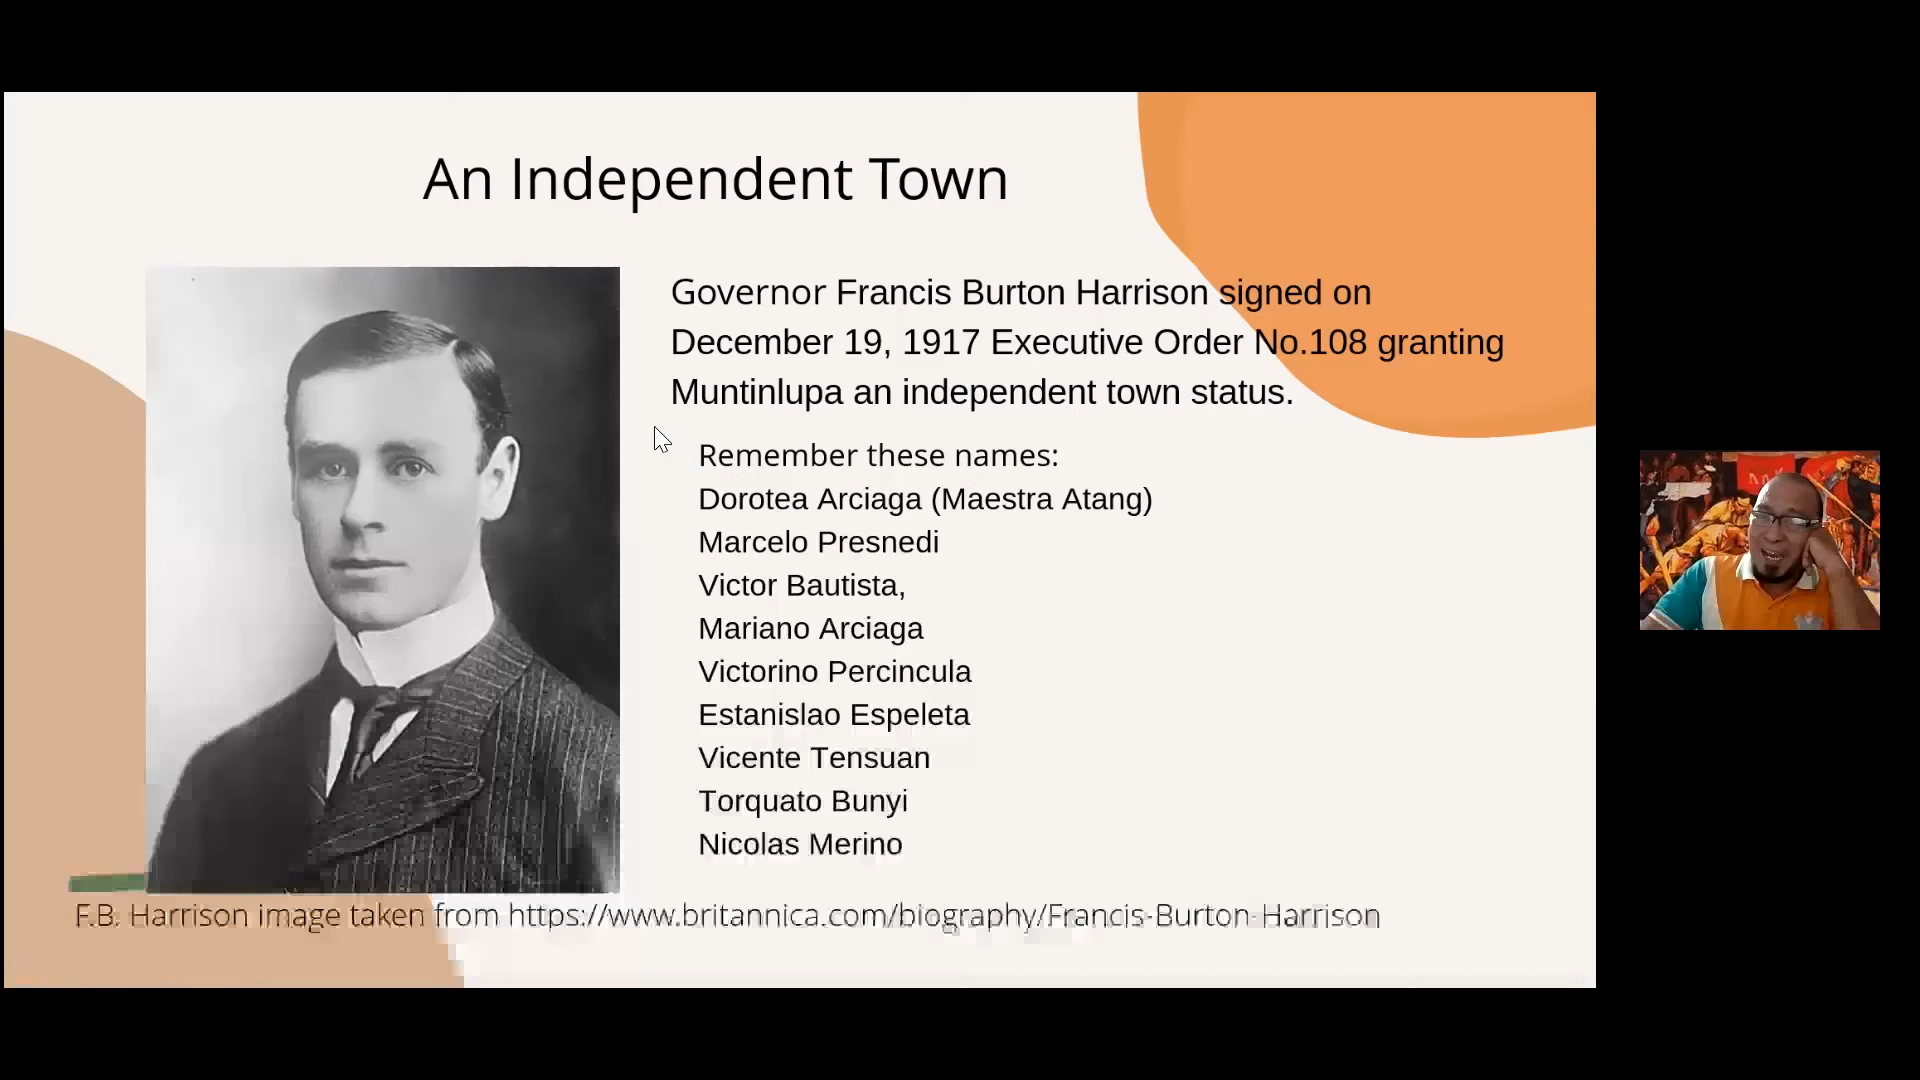 An Independent Town
Governor Francis Burton Harrison signed on
December 19, 1917 Executive Order No.108 granting
Muntinlupa an independent town status.
Remember these names:
Dorotea Arciaga (Maestra Atang)
Marcelo Presnedi
Victor Bautista,
Mariano Arciaga
Victorino Percincula
Estanislao Espeleta
Vicente Tensuan
Torquato Bunyi
Nicolas Merino
F.B. Harrison image taken from https://www.britannica.com/biography/Francis-Burton-Harrison